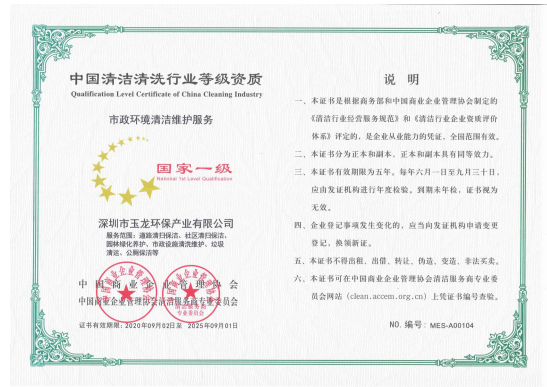 中国清洁清洗行业等级资质
Qualification Level Certificate of China Cleaning Industry
市政环境清洁维护服务
国家一级
National 1st Level Qualification
深圳市玉龙环保产业有限公司
服务范围：道路清扫保洁、社区清扫保洁、
园林绿化养护、市政设施清洗维护、垃圾
清运、公厕保洁等
中国商业企业管理协会
中国商业企业管理协会清洁服务商专业委员会
证书有效期限：2020年09月02日至 2025年09月01日
说明
一、本证书是根据商务部和中国商业企业管理协会制定的
《清洁行业经营服务规范》和《清洁行业企业资质评价
体系》评定的，是企业从业能力的凭证，全国范围有效。
二、本证书分为正本和副本，正本和副本具有同等效力。
三、本证书有效期限为五年。每年六月一日至九月三十日，
应由发证机构进行年度检验。到期未年检，证书视为
无效。
四、企业登记事项发生变化的，应当向发证机构申请变更
登记，换领新证。
五、本证书不得出租、出借、转让、伪造、变造、非法买卖。
六、本证书可在中国商业企业管理协会清洁服务商专业委
员会网站（clean.accem.org.cn）上凭证书编号查验。
NO.编号：MES-A00104